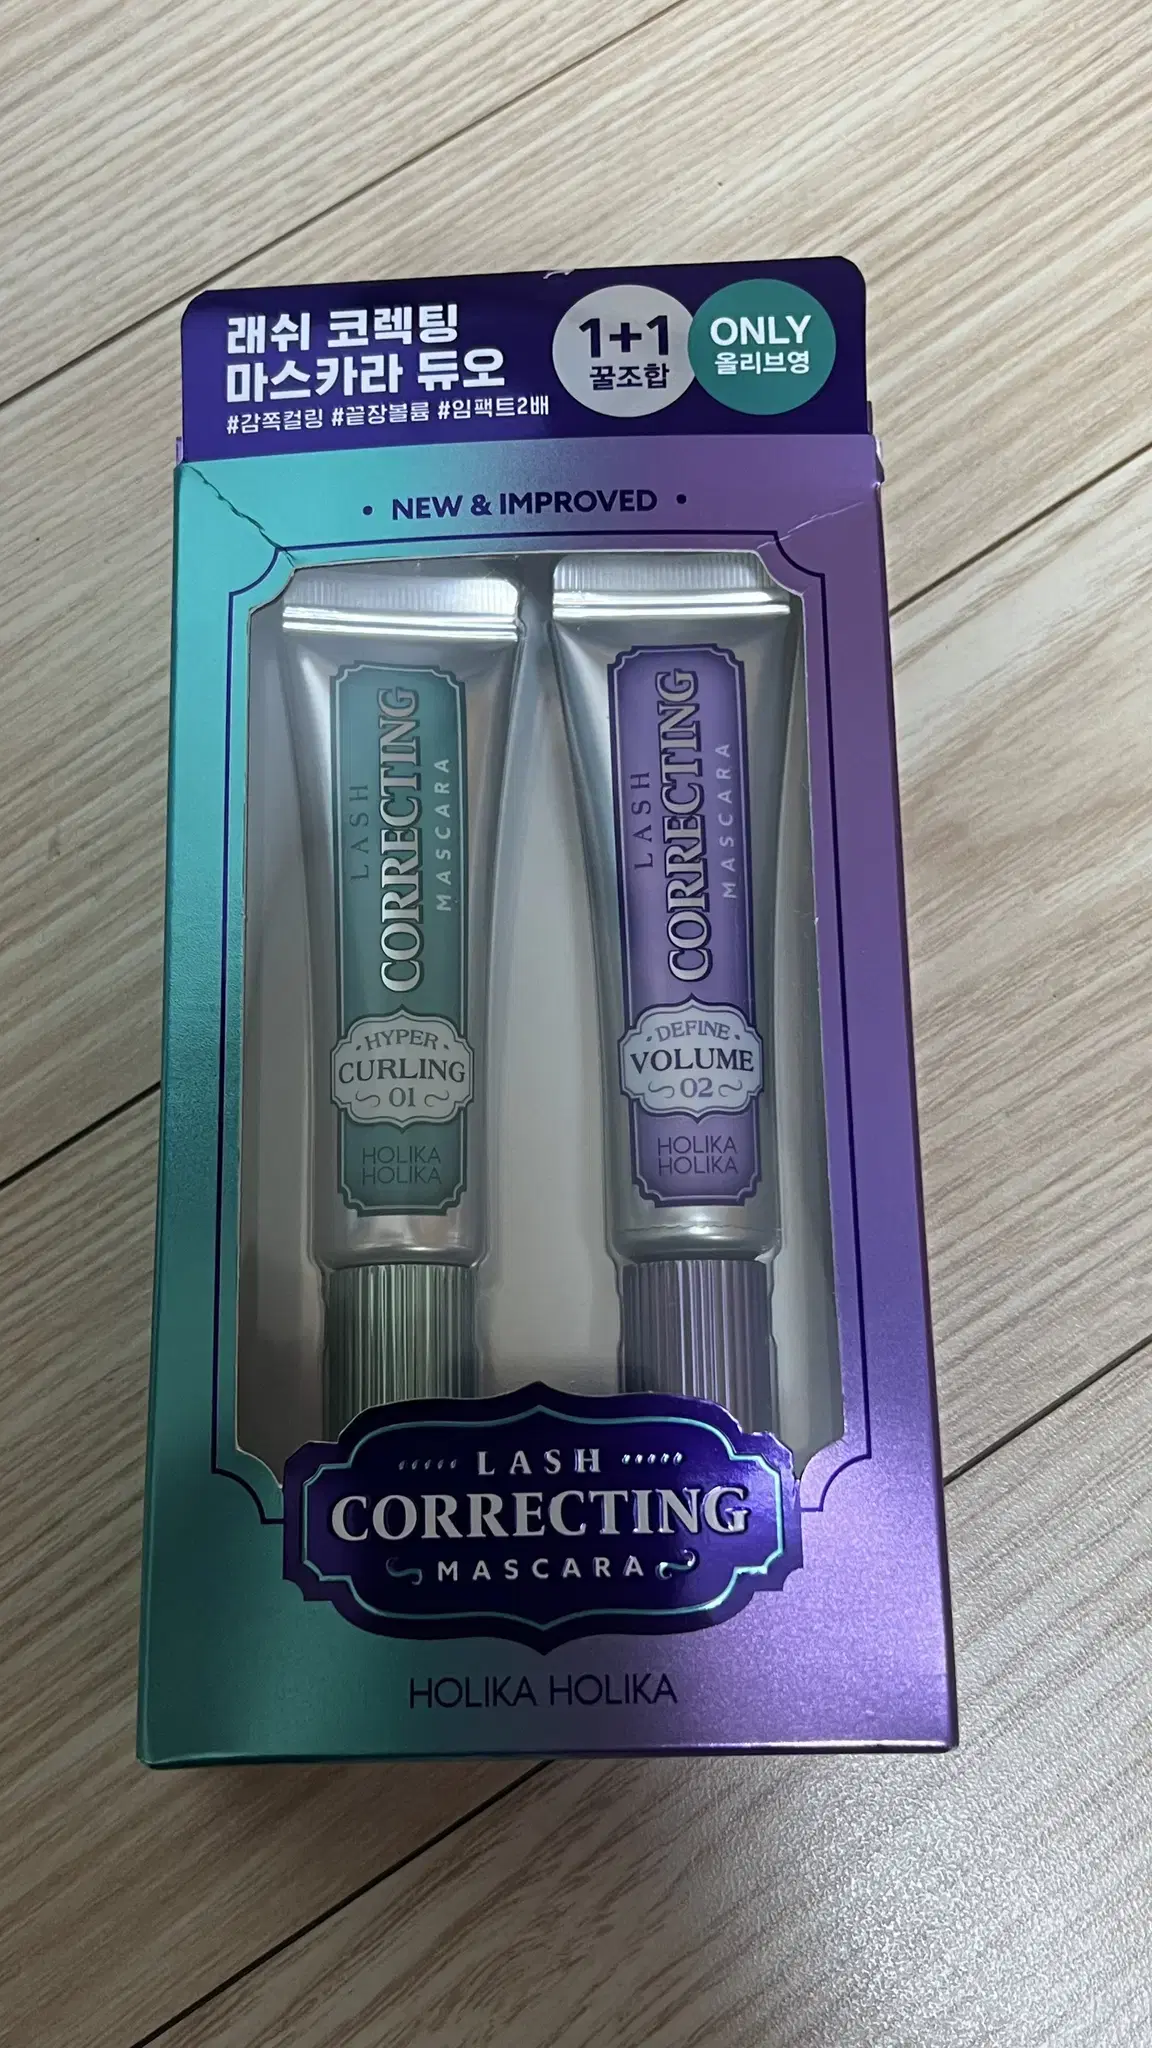 래쉬 코렉팅
마스카라 듀오
#감쪽컬링 #끝장볼륨 #임팩트2배
1+1
꿀조합
ONLY
올리브영
• NEW & IMPROVED •
LASH
CORRECTING
MASCARA
HYPER
CURLING
01
HOLIKA
HOLIKA
LASH
CORRECTING
MASCARA
DEFINE
VOLUME
02
HOLIKA
HOLIKA
LASH
CORRECTING
MASCARA
HOLIKA HOLIKA